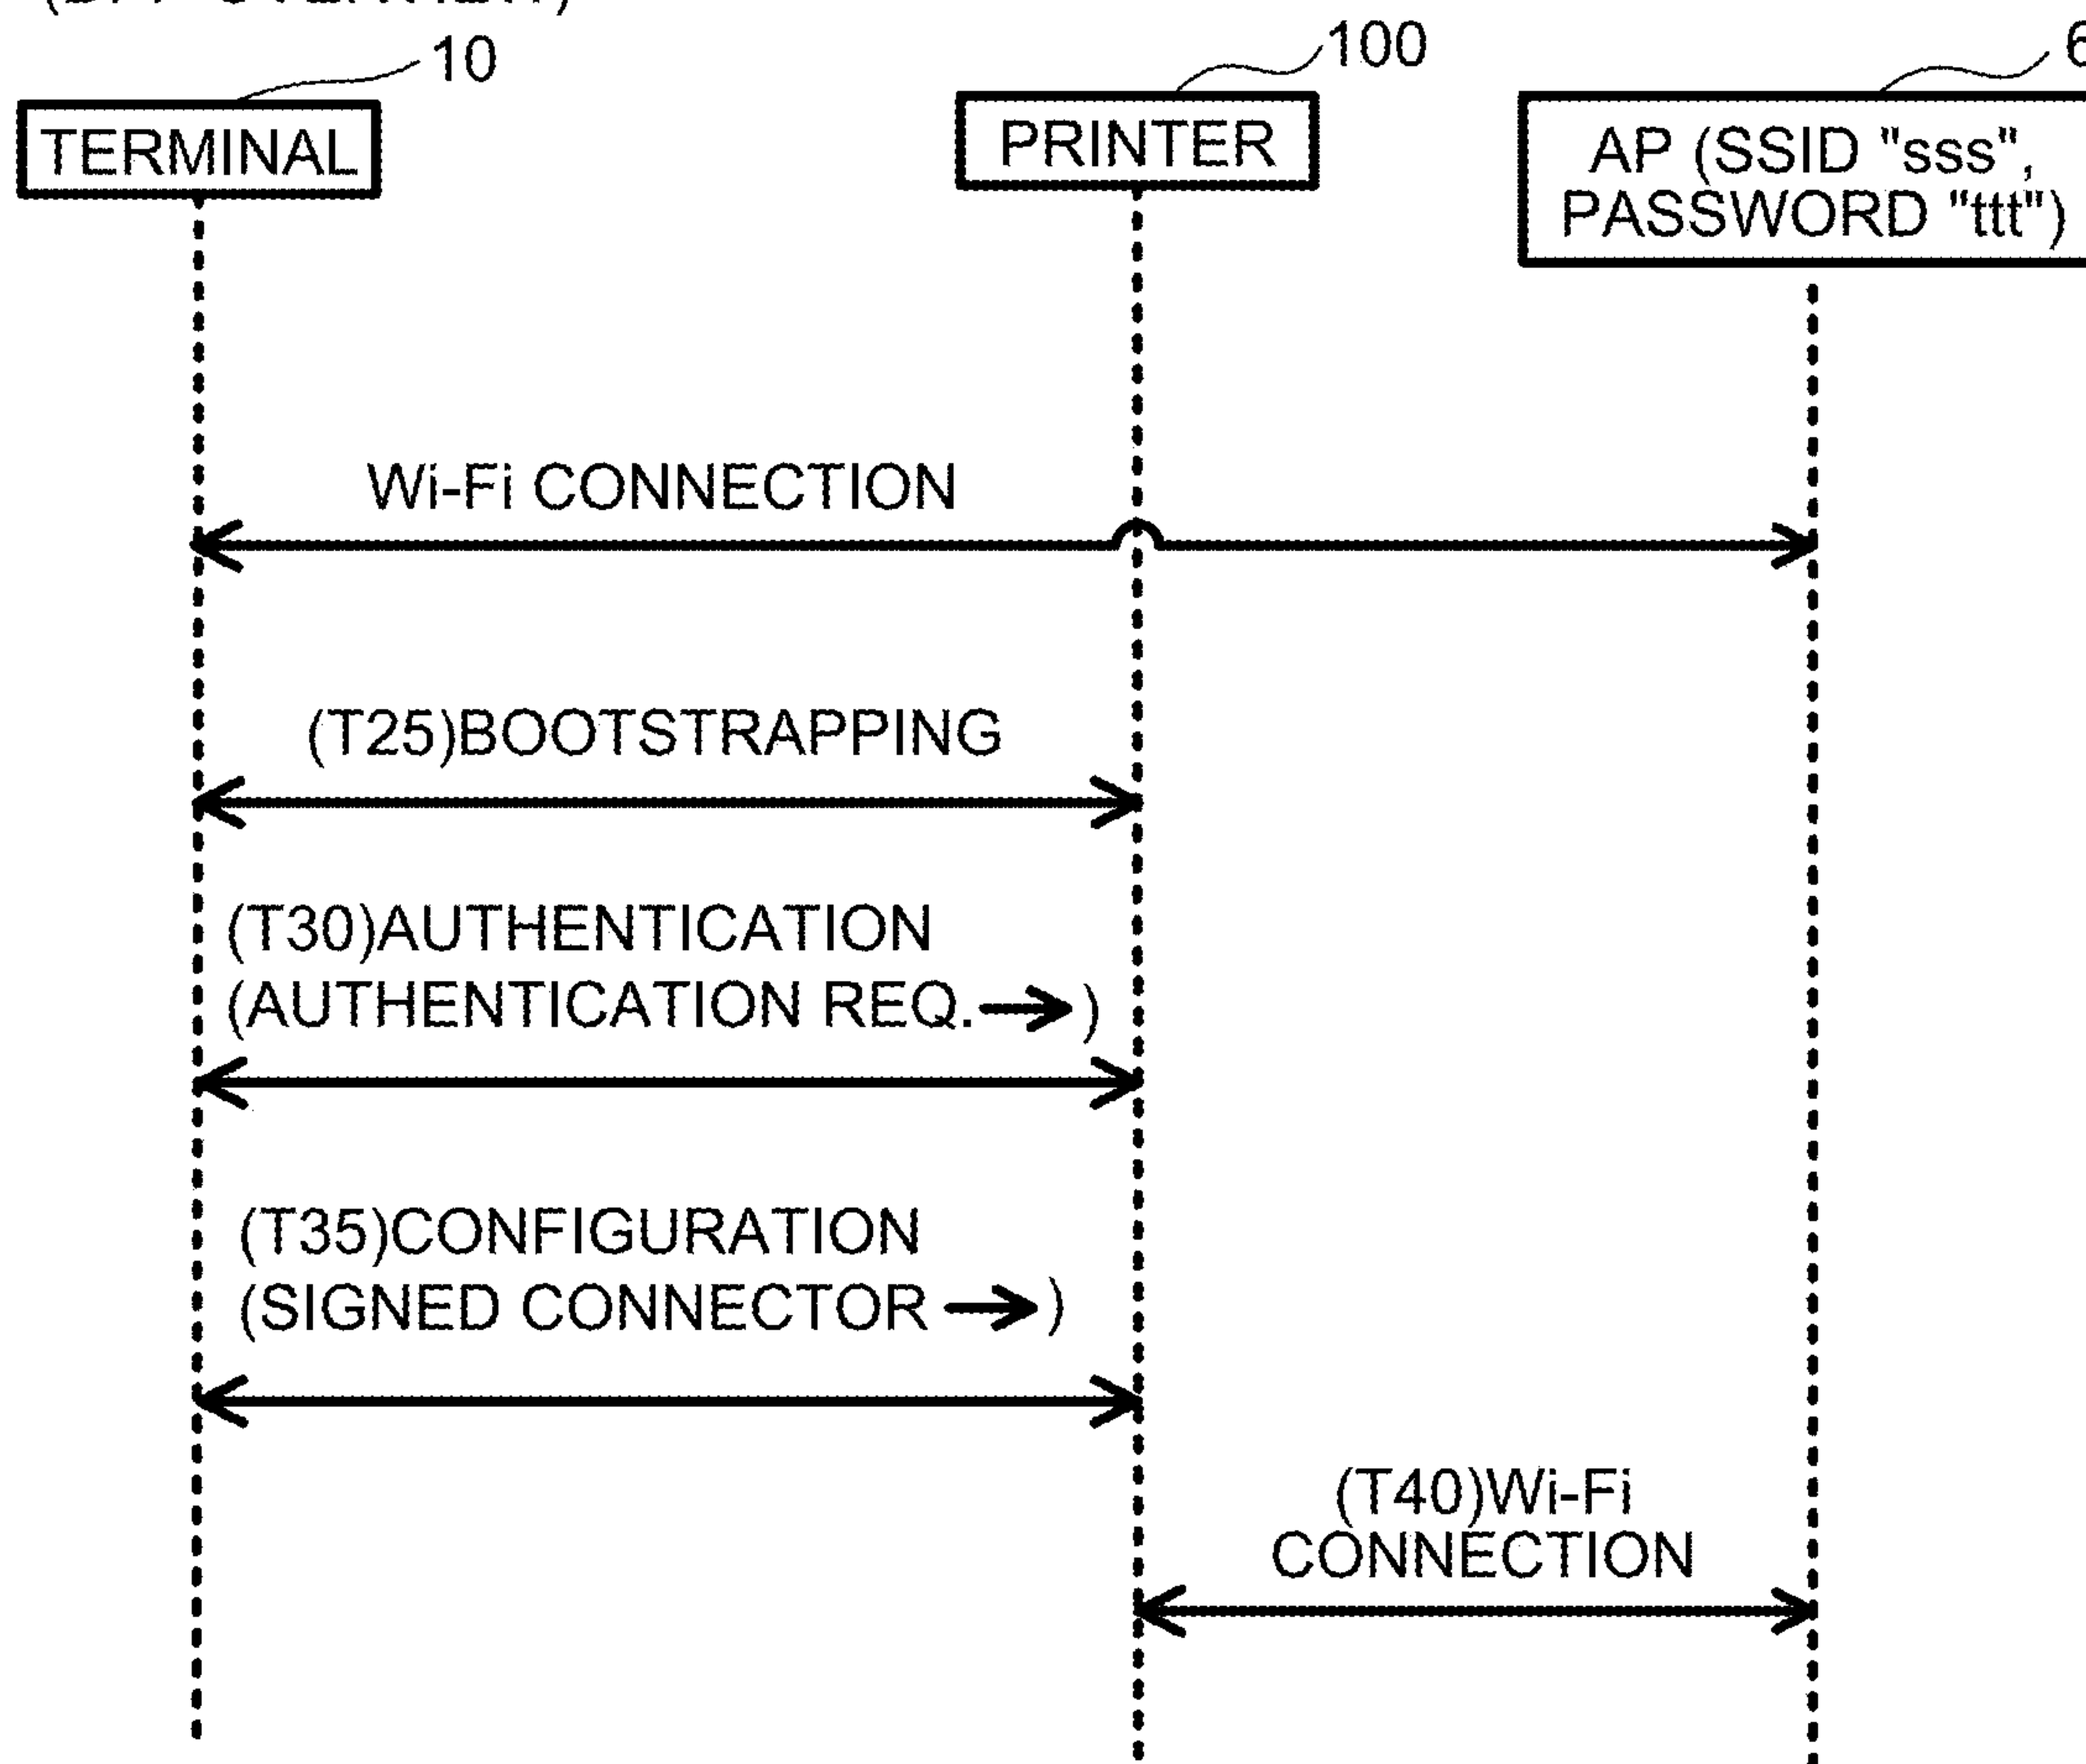 10
100
6
TERMINAL
PRINTER
AP (SSID "sss",
PASSWORD "ttt")
Wi-Fi CONNECTION
(T25)BOOTSTRAPPING
(T30)AUTHENTICATION
(AUTHENTICATION REQ.→)
(T35)CONFIGURATION
(SIGNED CONNECTOR→)
(T40)Wi-Fi
CONNECTION